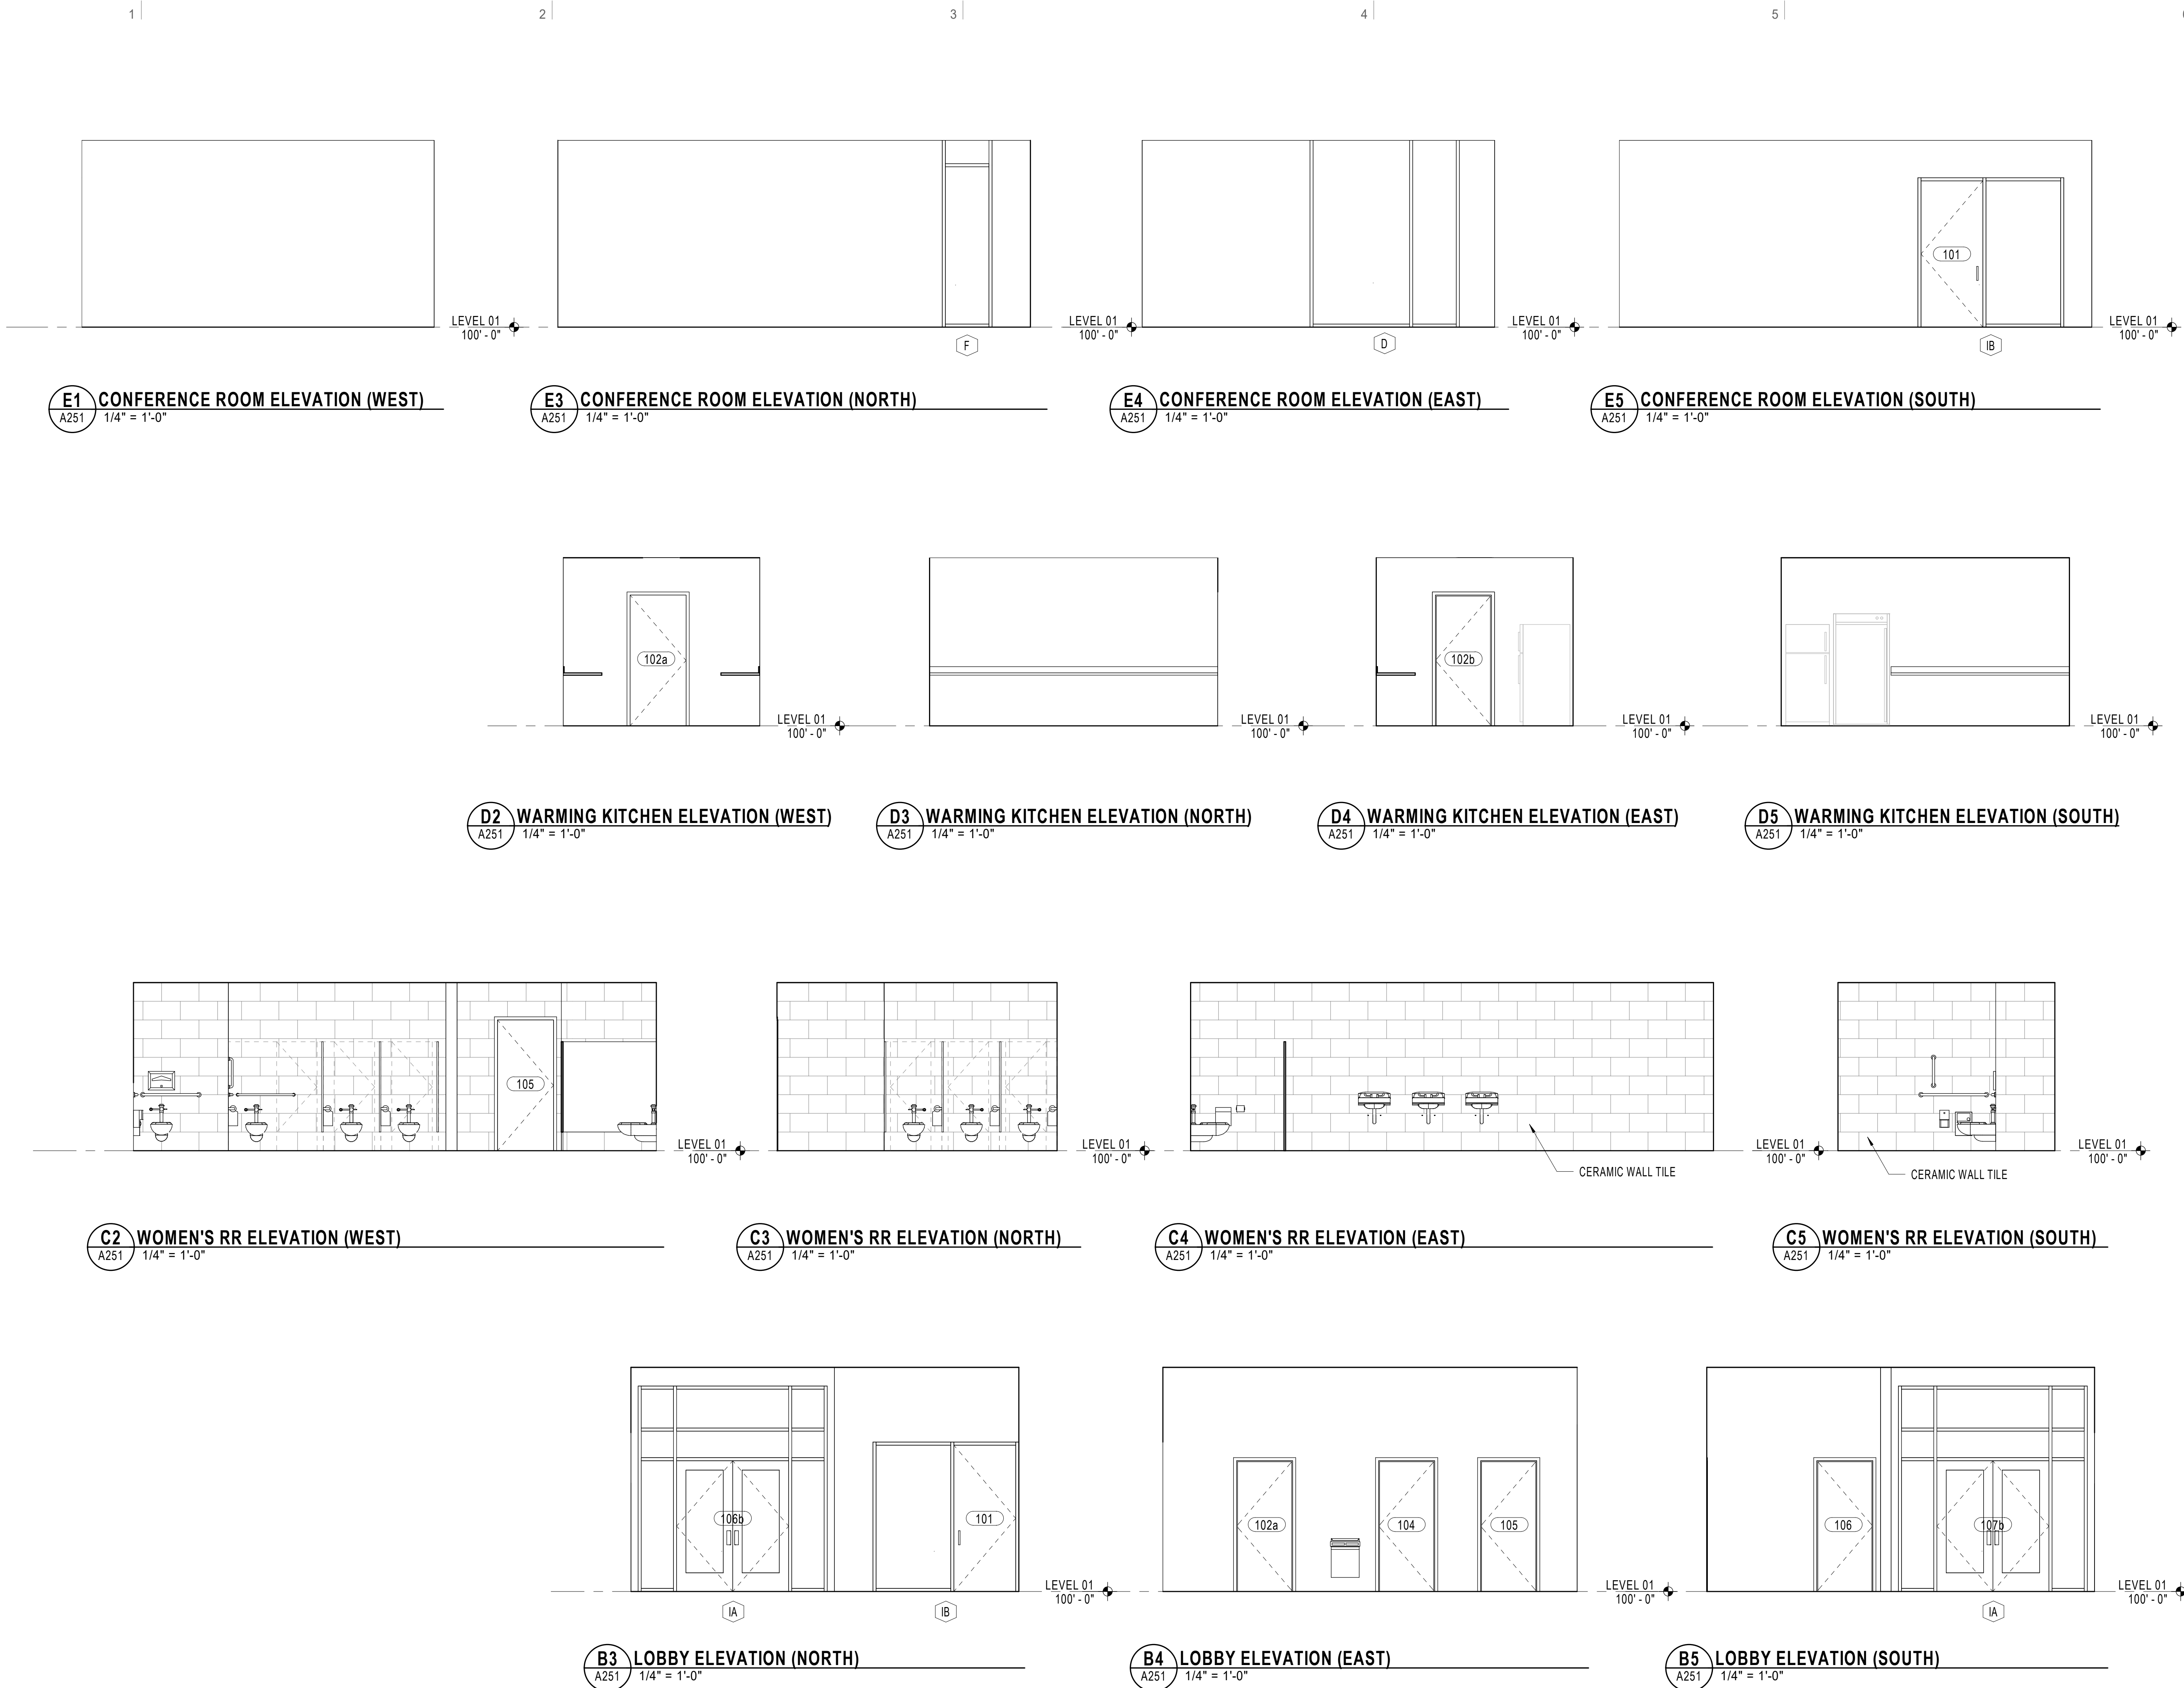 1
2
3
4
5
101
LEVEL 01
100' - 0"
LEVEL 01
100' - 0"
LEVEL 01
100' - 0"
LEVEL 01
100' - 0"
F
D
IB
E1
A251
CONFERENCE ROOM ELEVATION (WEST)
1/4" = 1'-0"
E3
A251
CONFERENCE ROOM ELEVATION (NORTH)
1/4" = 1'-0"
E4
A251
CONFERENCE ROOM ELEVATION (EAST)
1/4" = 1'-0"
E5
A251
CONFERENCE ROOM ELEVATION (SOUTH)
1/4" = 1'-0"
102a
102b
LEVEL 01
100' - 0"
LEVEL 01
100' - 0"
LEVEL 01
100' - 0"
LEVEL 01
100' - 0"
D2
A251
WARMING KITCHEN ELEVATION (WEST)
1/4" = 1'-0"
D3
A251
WARMING KITCHEN ELEVATION (NORTH)
1/4" = 1'-0"
D4
A251
WARMING KITCHEN ELEVATION (EAST)
1/4" = 1'-0"
D5
A251
WARMING KITCHEN ELEVATION (SOUTH)
1/4" = 1'-0"
105
LEVEL 01
100' - 0"
LEVEL 01
100' - 0"
LEVEL 01
100' - 0"
LEVEL 01
100' - 0"
CERAMIC WALL TILE
CERAMIC WALL TILE
C2
A251
WOMEN'S RR ELEVATION (WEST)
1/4" = 1'-0"
C3
A251
WOMEN'S RR ELEVATION (NORTH)
1/4" = 1'-0"
C4
A251
WOMEN'S RR ELEVATION (EAST)
1/4" = 1'-0"
C5
A251
WOMEN'S RR ELEVATION (SOUTH)
1/4" = 1'-0"
106b
101
102a
104
105
106
107b
LEVEL 01
100' - 0"
LEVEL 01
100' - 0"
LEVEL 01
100' - 0"
IA
IB
IA
B3
A251
LOBBY ELEVATION (NORTH)
1/4" = 1'-0"
B4
A251
LOBBY ELEVATION (EAST)
1/4" = 1'-0"
B5
A251
LOBBY ELEVATION (SOUTH)
1/4" = 1'-0"